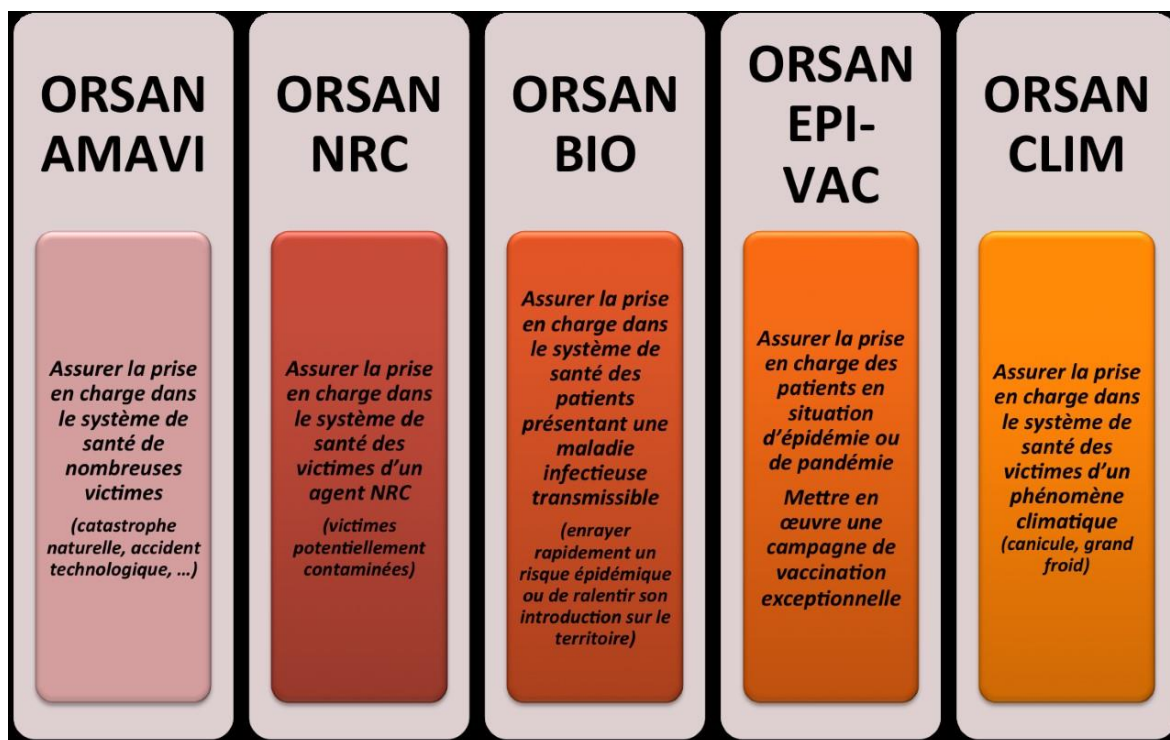 ORSAN
AMAVI
Assurer la prise
en charge dans
le système de
santé de
nombreuses
victimes
(catastrophe
naturelle, accident
technologique, ...)
ORSAN
NRC
Assurer la prise
en charge dans
le système de
santé des
victimes d'un
agent NRC
(victimes
potentiellement
contaminées)
ORSAN
BIO
Assurer la prise
en charge dans
le système de
santé des
patients
présentant une
maladie
infectieuse
transmissible
(enrayer
rapidement un
risque épidémique
ou de ralentir son
introduction sur le
territoire)
ORSAN
EPI-
VAC
Assurer la prise
en charge des
patients en
situation
d'épidémie ou
de pandémie
Mettre en
œuvre une
campagne de
vaccination
exceptionnelle
ORSAN
CLIM
Assurer la prise
en charge dans
le système de
santé des
victimes d'un
phénomène
climatique
(canicule, grand
froid)